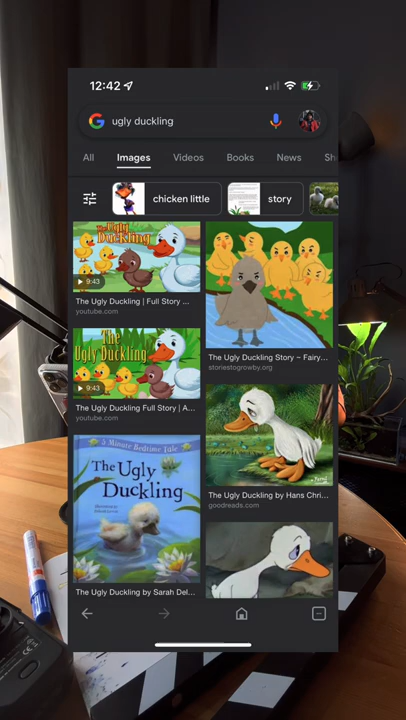 12:42
ugly duckling
All Images Videos Books News Sh
chicken little
story
The Ugly Duckling
9:43
The Ugly Duckling | Full Story ...
youtube.com
The Ugly Duckling Story ~ Fairy...
storiestogrowby.org
The Ugly Duckling
9:43
The Ugly Duckling Full Story | A...
youtube.com
The Ugly Duckling by Hans Chri...
goodreads.com
5 Minute Bedtime Tale
The Ugly
Duckling
The Ugly Duckling by Sarah Del...